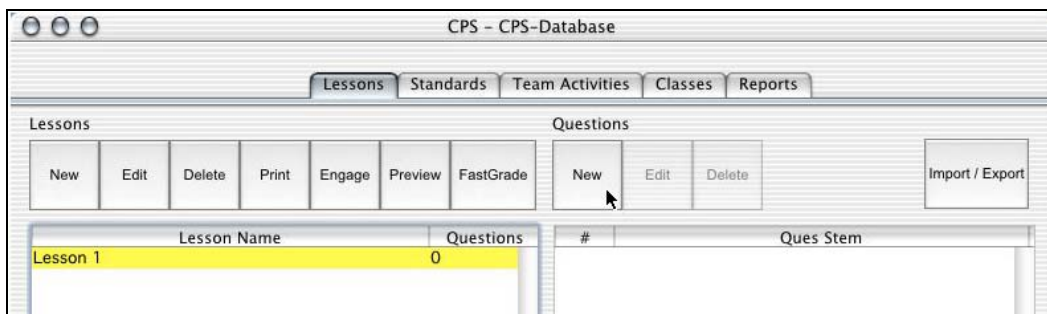 CPS - CPS-Database
Lessons Standards Team Activities Classes Reports
Lessons Questions
New Edit Delete Print Engage Preview FastGrade New Edit Delete Import / Export
Lesson Name Questions # Ques Stem
Lesson 1 0